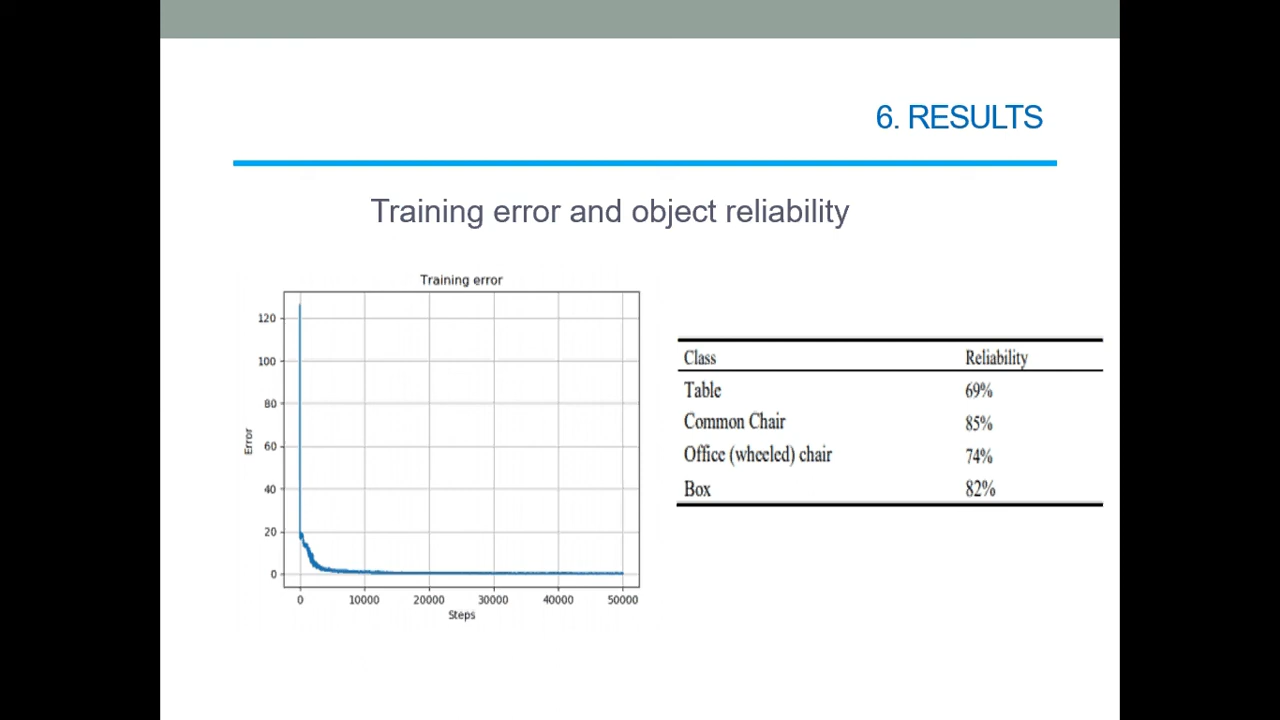 6. RESULTS
Training error and object reliability
Training error
120
100
80
60
40
20
0
Error
0 10000 20000 30000 40000 50000
Steps
Class Reliability
Table 69%
Common Chair 85%
Office (wheeled) chair 74%
Box 82%